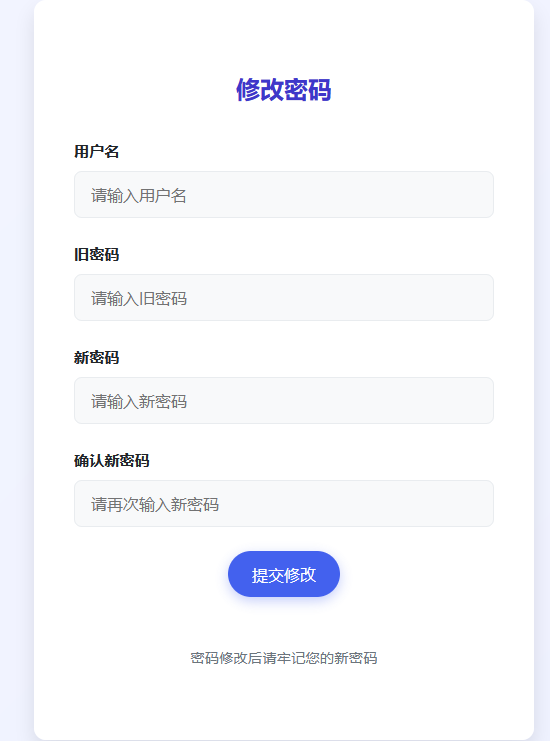 修改密码
用户名
请输入用户名
旧密码
请输入旧密码
新密码
请输入新密码
确认新密码
请再次输入新密码
提交修改
密码修改后请牢记您的新密码